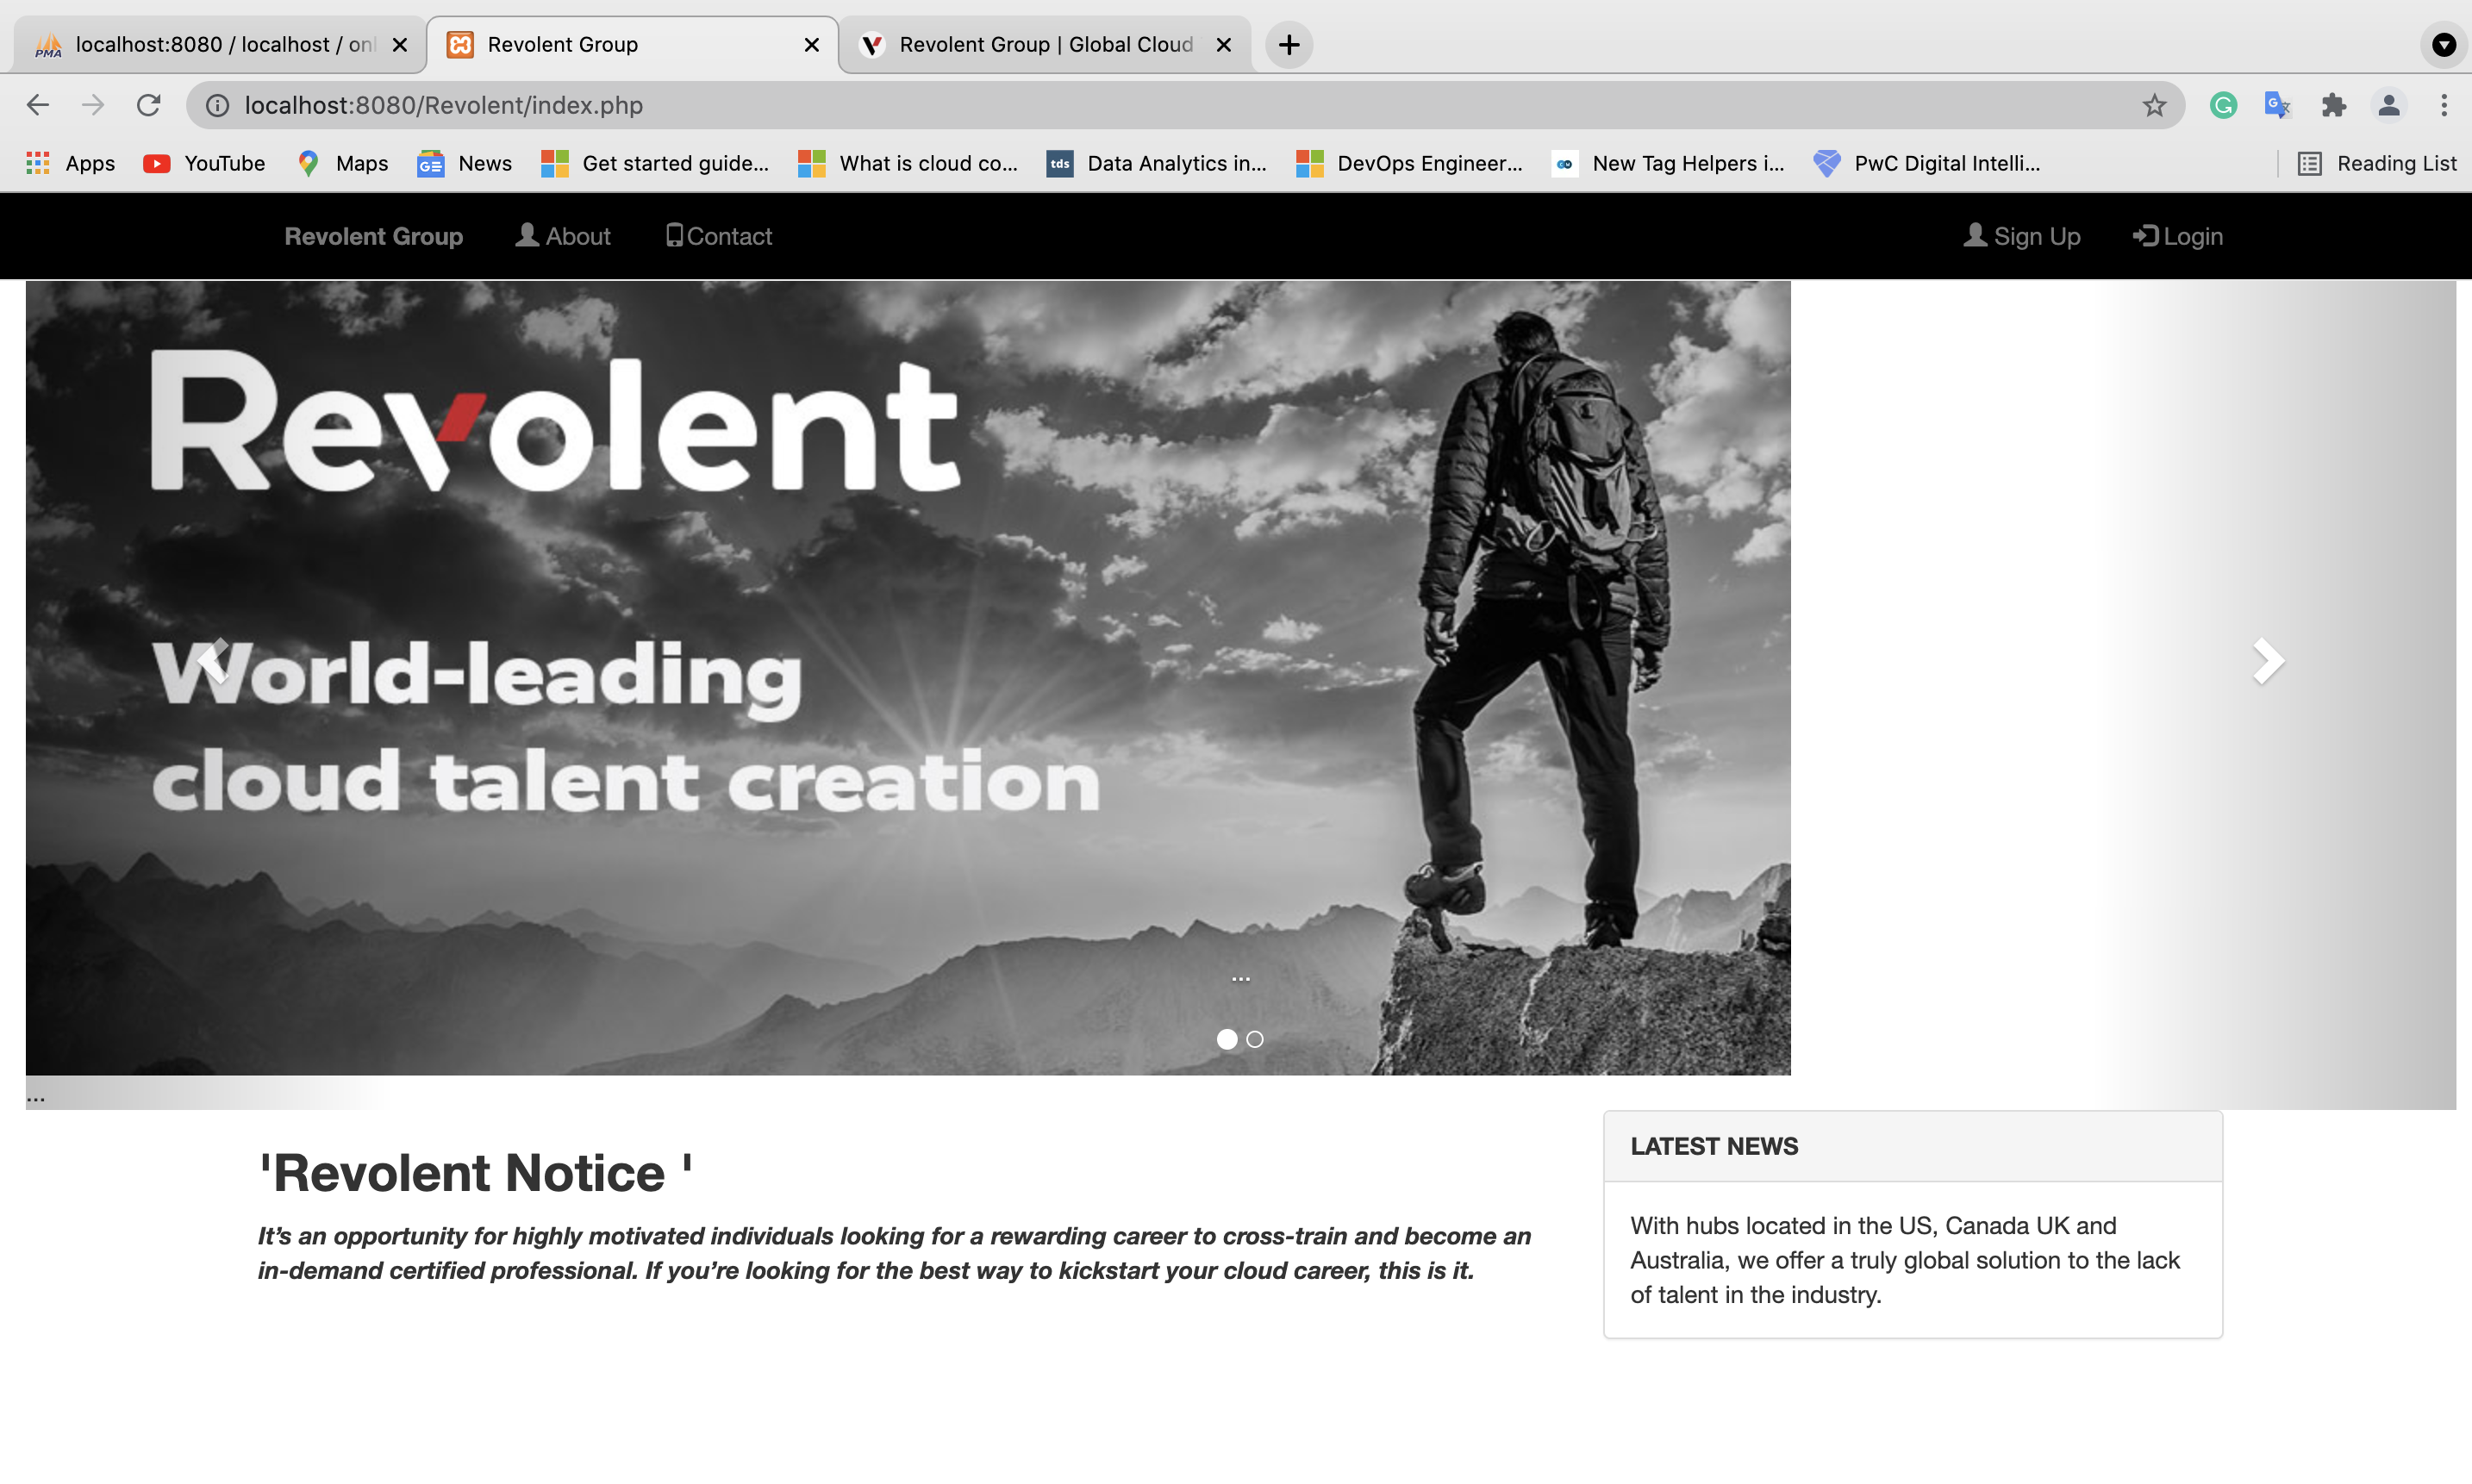 localhost:8080 / localhost / onl
Revolent Group
Revolent Group | Global Cloud
localhost:8080/Revolent/index.php
Apps
YouTube
Maps
News
Get started guide...
What is cloud co...
tds
Data Analytics in...
DevOps Engineer...
New Tag Helpers i...
PwC Digital Intelli...
Reading List
Revolent Group
About
Contact
Sign Up
Login
Revolent
World-leading
cloud talent creation
...
...
'Revolent Notice '
It’s an opportunity for highly motivated individuals looking for a rewarding career to cross-train and become an
in-demand certified professional. If you’re looking for the best way to kickstart your cloud career, this is it.
LATEST NEWS
With hubs located in the US, Canada UK and
Australia, we offer a truly global solution to the lack
of talent in the industry.